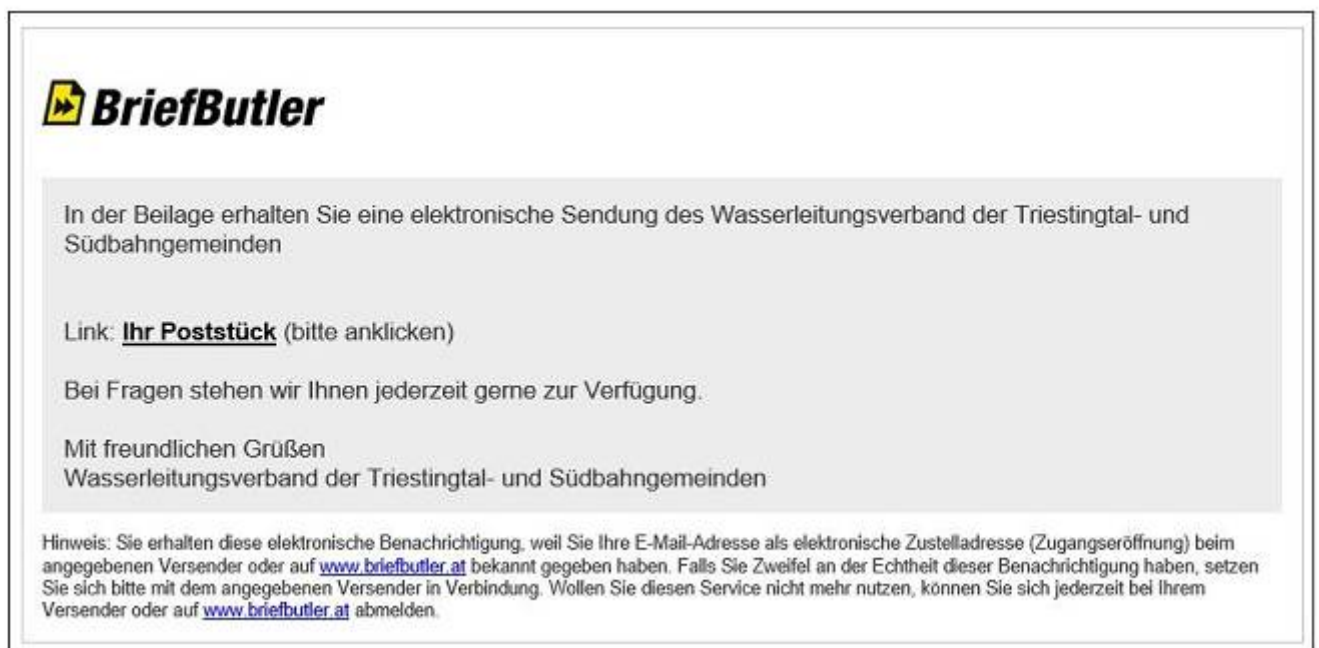 BriefButler
In der Beilage erhalten Sie eine elektronische Sendung des Wasserleitungsverband der Triestingtal- und
Südbahngemeinden
Link: Ihr Poststück (bitte anklicken)
Bei Fragen stehen wir Ihnen jederzeit gerne zur Verfügung.
Mit freundlichen Grüßen
Wasserleitungsverband der Triestingtal- und Südbahngemeinden
Hinweis: Sie erhalten diese elektronische Benachrichtigung, weil Sie Ihre E-Mail-Adresse als elektronische Zustelladresse (Zugangseröffnung) beim
angegebenen Versender oder auf www.briefbutler.at bekannt gegeben haben. Falls Sie Zweifel an der Echtheit dieser Benachrichtigung haben, setzen
Sie sich bitte mit dem angegebenen Versender in Verbindung. Wollen Sie diesen Service nicht mehr nutzen, können Sie sich jederzeit bei Ihrem
Versender oder auf www.briefbutler.at abmelden.